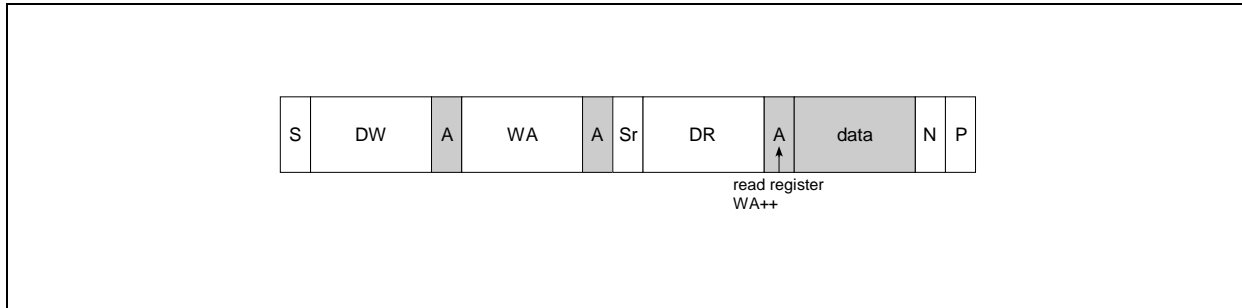 S DW A WA A Sr DR A data N P
read register
WA++